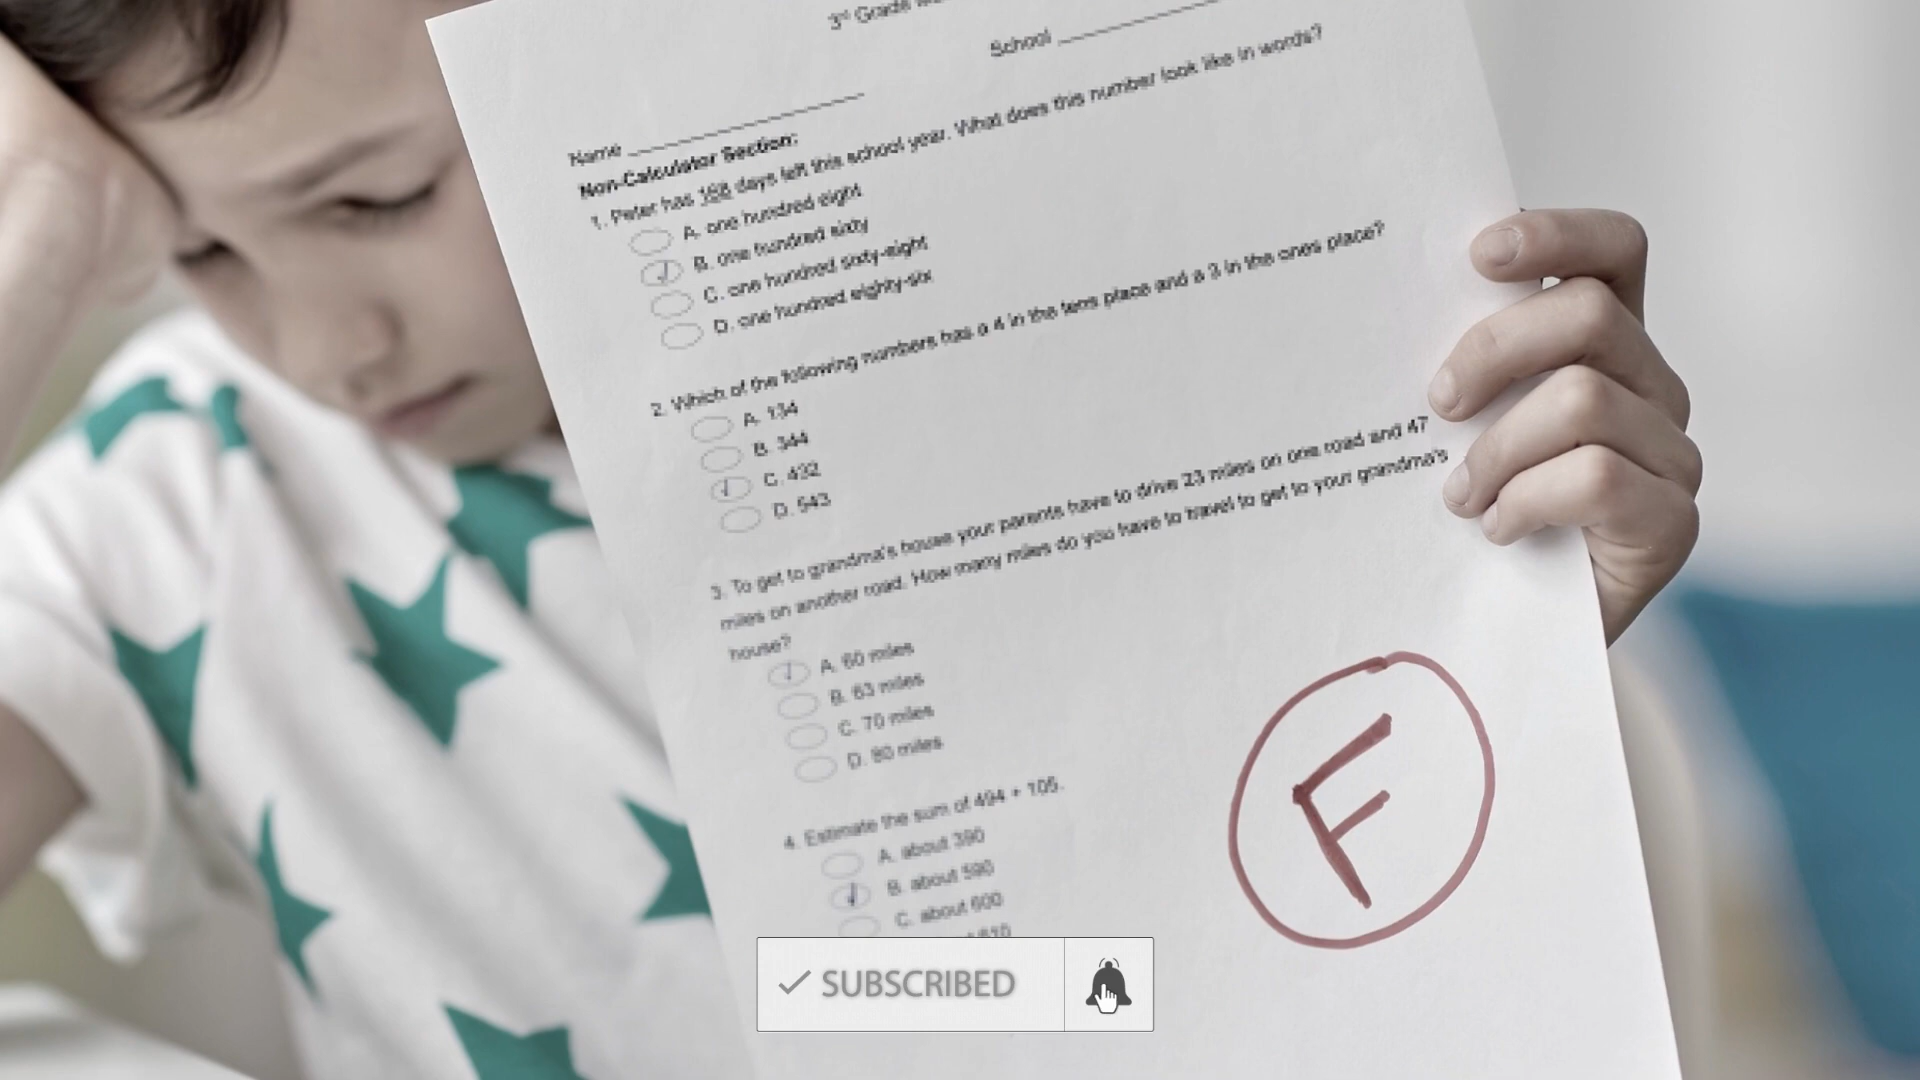 3rd Grade
School
Name
Non-Calculator Section:
1. Peter has 168 days left this school year. What does this number look like in words?
A. one hundred eight
B. one hundred sixty
C. one hundred sixty-eight
D. one hundred eighty-six
2. Which of the following numbers has a 4 in the tens place and a 3 in the ones place?
A. 134
B. 344
C. 432
D. 543
3. To get to grandma's house your parents have to drive 23 miles on one road and 47
miles on another road. How many miles do you have to travel to get to your grandma's
house?
A. 60 miles
B. 63 miles
C. 70 miles
D. 80 miles
4. Estimate the sum of 494 + 105.
A. about 390
B. about 590
C. about 600
610
F
SUBSCRIBED